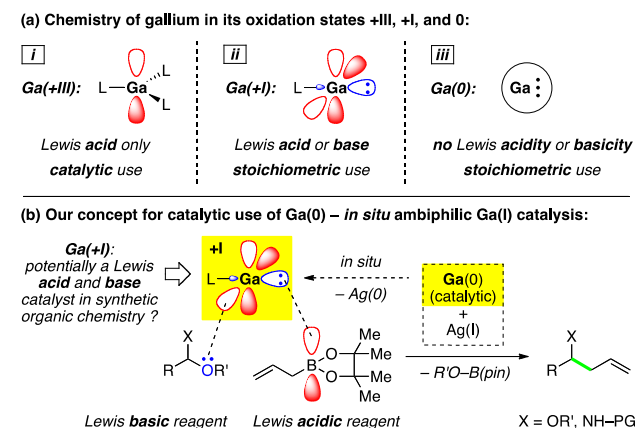 (a) Chemistry of gallium in its oxidation states +III, +I, and 0:
i ii iii
Ga(+III): L Ga L L Ga(+I): L Ga Ga(0): Ga
Lewis acid only Lewis acid or base no Lewis acidity or basicity
catalytic use stoichiometric use stoichiometric use
(b) Our concept for catalytic use of Ga(0) – in situ ambiphilic Ga(I) catalysis:
Ga(+I): +I in situ
potentially a Lewis L Ga Ga(0)
acid and base – Ag(0) (catalytic)
catalyst in synthetic +
organic chemistry ? Ag(I)
X Me Me X
R OR' B O O Me Me – R'O–B(pin) R
Lewis basic reagent Lewis acidic reagent X = OR', NH–PG